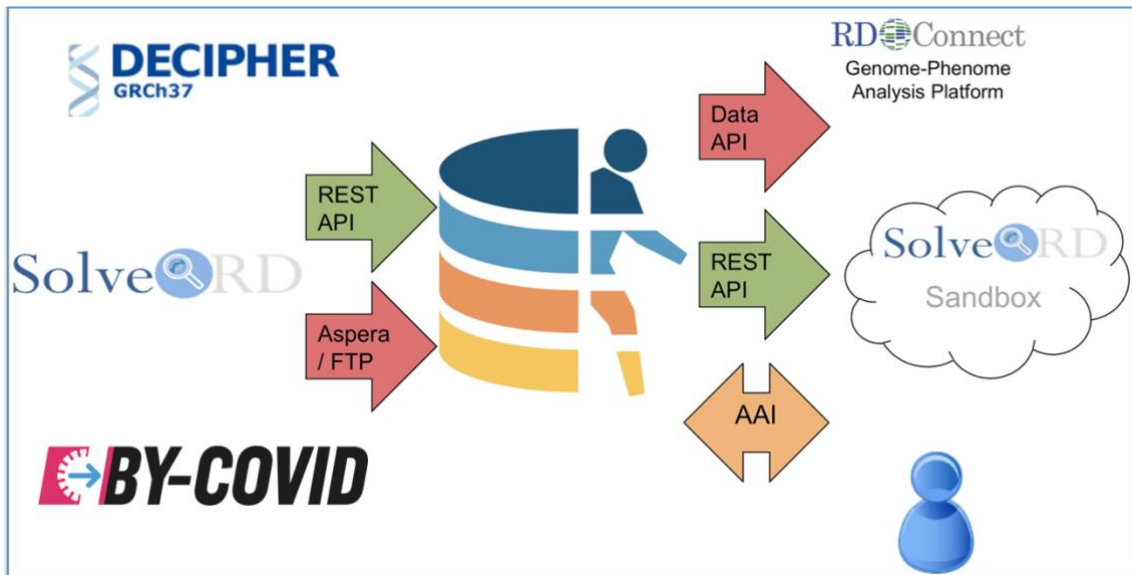 DECIPHER
GRCh37
SolveRD
BY-COVID
REST
API
Aspera
/ FTP
Data
API
REST
API
AAI
RD Connect
Genome-Phenome
Analysis Platform
SolveRD
Sandbox